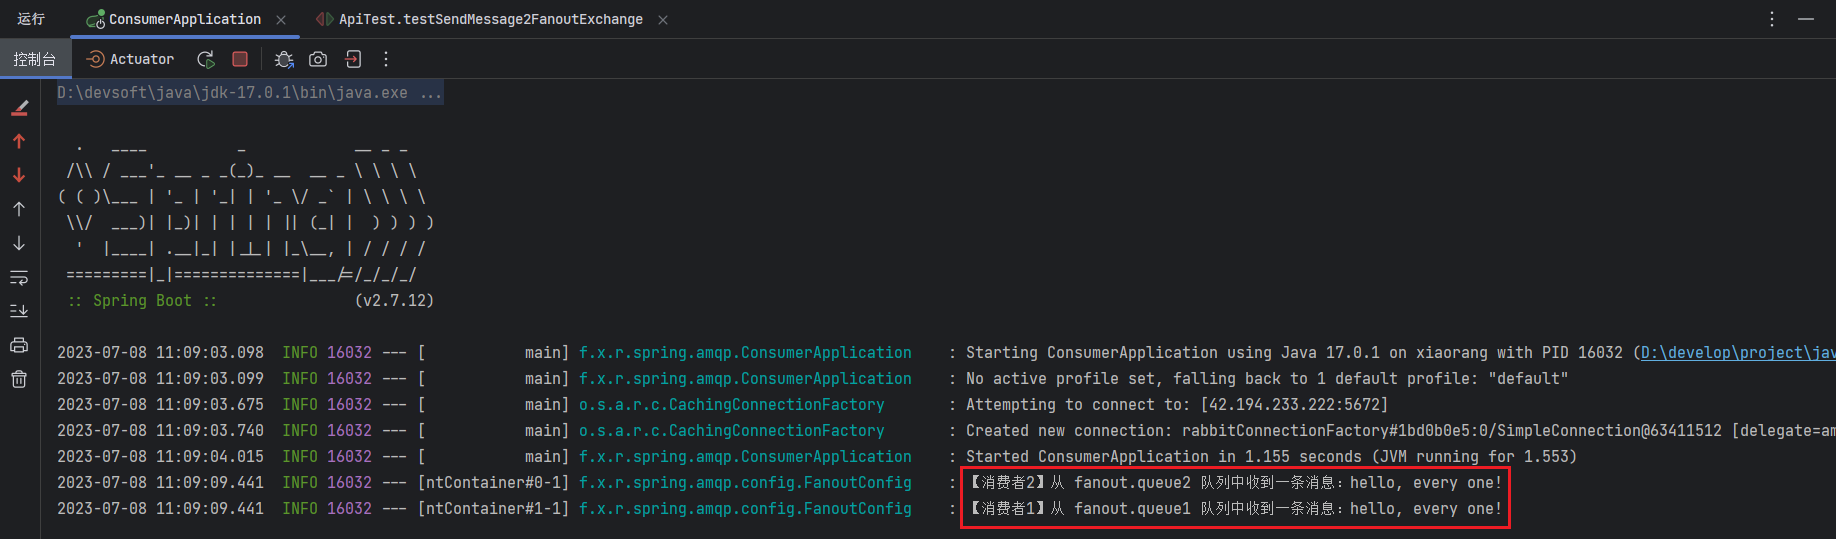 运行 ConsumerApplication ApiTest.testSendMessage2FanoutExchange
控制台 Actuator
D:\devsoft\java\jdk-17.0.1\bin\java.exe ...
  .   ____          _            __ _ _
 /\\ / ___'_ __ _ _(_)_ __  __ _ \ \ \ \
( ( )\___ | '_ | '_| | '_ \/ _` | \ \ \ \
 \\/  ___)| |_)| | | | | || (_| |  ) ) ) )
  '  |____| .__|_| |_|_| |_\__, | / / / /
 =========|_|==============|___/=/_/_/_/
 :: Spring Boot ::               (v2.7.12)
2023-07-08 11:09:03.098  INFO 16032 --- [           main] f.x.r.spring.amqp.ConsumerApplication    : Starting ConsumerApplication using Java 17.0.1 on xiaorang with PID 16032 (D:\develop\project\jav
2023-07-08 11:09:03.099  INFO 16032 --- [           main] f.x.r.spring.amqp.ConsumerApplication    : No active profile set, falling back to 1 default profile: "default"
2023-07-08 11:09:03.675  INFO 16032 --- [           main] o.s.a.r.c.CachingConnectionFactory       : Attempting to connect to: [42.194.233.222:5672]
2023-07-08 11:09:03.740  INFO 16032 --- [           main] o.s.a.r.c.CachingConnectionFactory       : Created new connection: rabbitConnectionFactory#1bd0b0e5:0/SimpleConnection@63411512 [delegate=am
2023-07-08 11:09:04.015  INFO 16032 --- [           main] f.x.r.spring.amqp.ConsumerApplication    : Started ConsumerApplication in 1.155 seconds (JVM running for 1.553)
2023-07-08 11:09:09.441  INFO 16032 --- [ntContainer#0-1] f.x.r.spring.amqp.config.FanoutConfig    : 【消费者2】从 fanout.queue2 队列中收到一条消息：hello, every one!
2023-07-08 11:09:09.441  INFO 16032 --- [ntContainer#1-1] f.x.r.spring.amqp.config.FanoutConfig    : 【消费者1】从 fanout.queue1 队列中收到一条消息：hello, every one!